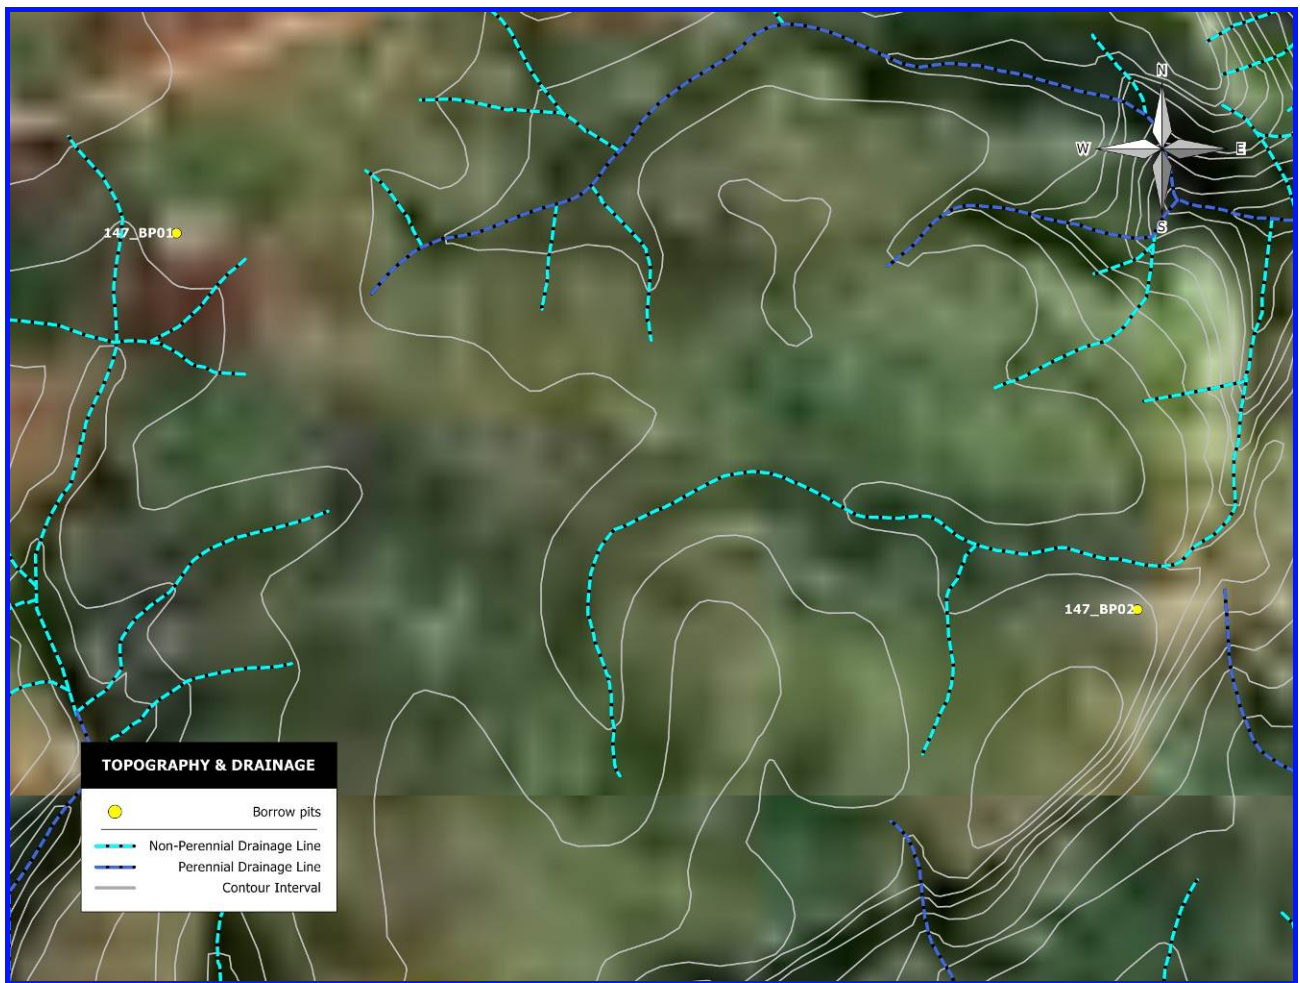 N
W
E
S
147_BP01
147_BP02
TOPOGRAPHY & DRAINAGE
Borrow pits
Non-Perennial Drainage Line
Perennial Drainage Line
Contour Interval